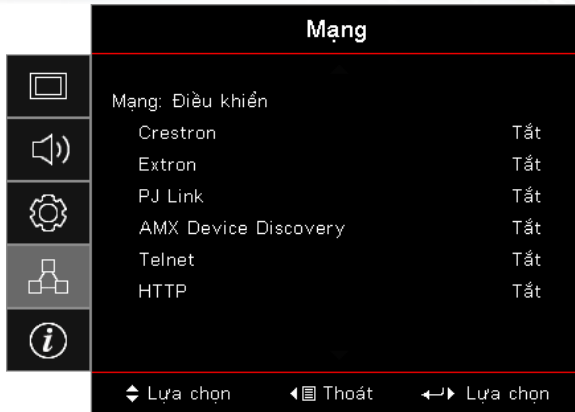 Mạng
Mạng: Điều khiển
Crestron Tắt
Extron Tắt
PJ Link Tắt
AMX Device Discovery Tắt
Telnet Tắt
HTTP Tắt
Lựa chọn Thoát Lựa chọn